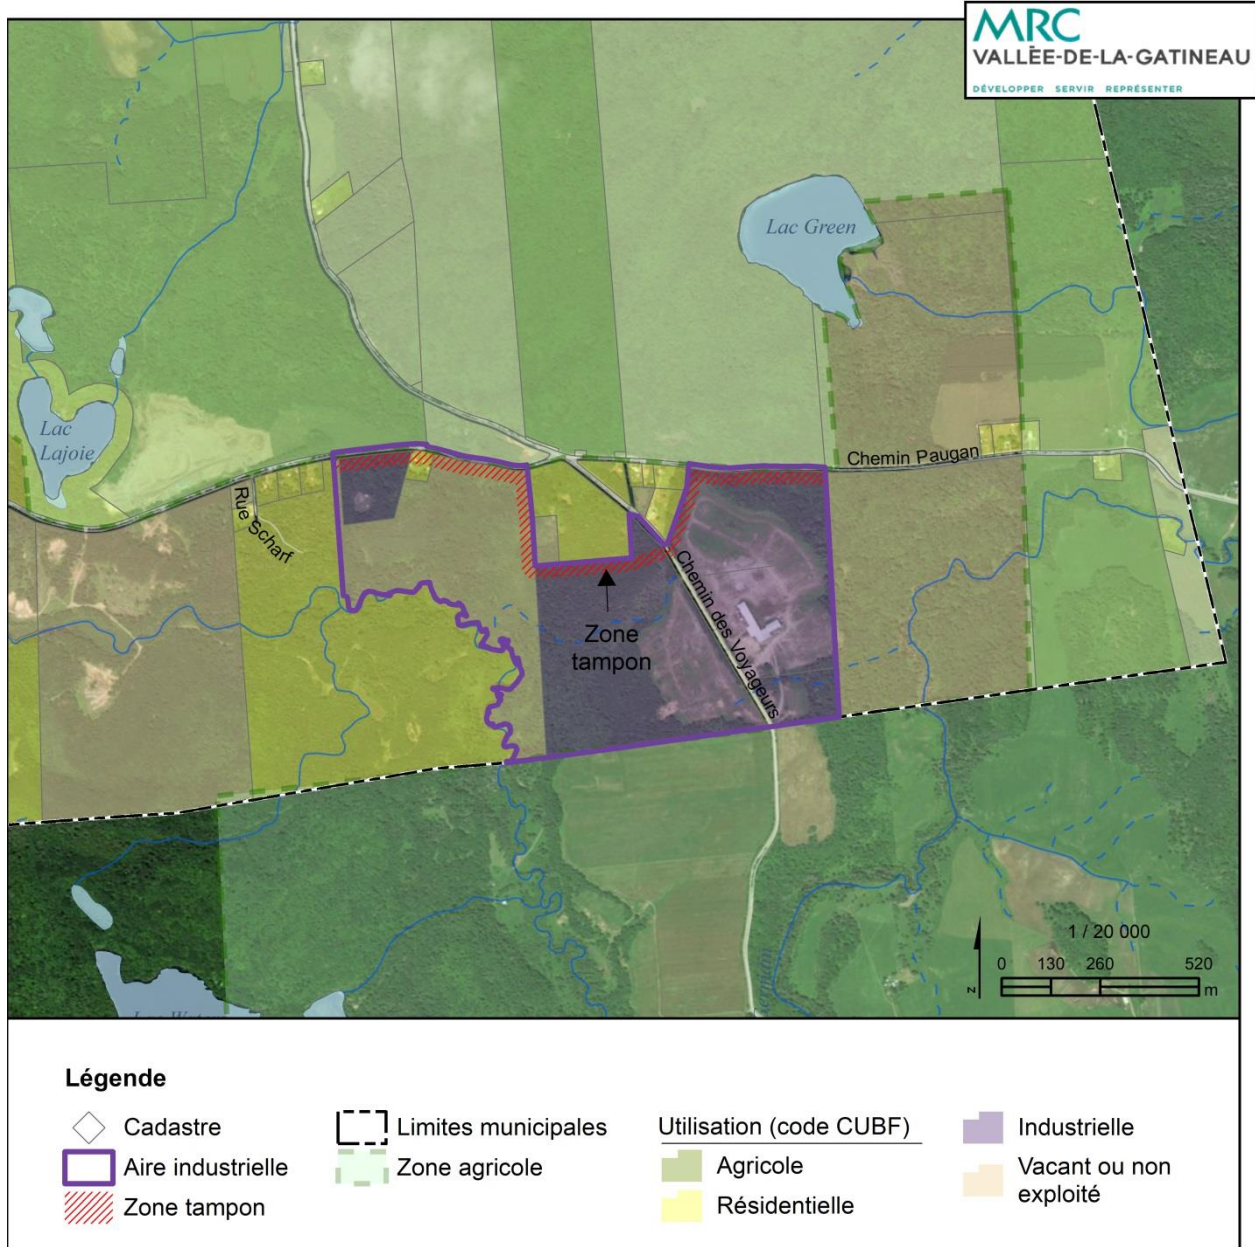 MRC
VALLÉE-DE-LA-GATINEAU
DÉVELOPPER SERVIR REPRÉSENTER
Lac Green
Lac
Lajoie
Chemin Paugan
Rue Scharf
Chemin des Voyageurs
Zone
tampon
1 / 20 000
0 130 260 520
m
N
Légende
Cadastre
Aire industrielle
Zone tampon
Limites municipales
Zone agricole
Utilisation (code CUBF)
Agricole
Résidentielle
Industrielle
Vacant ou non
exploité